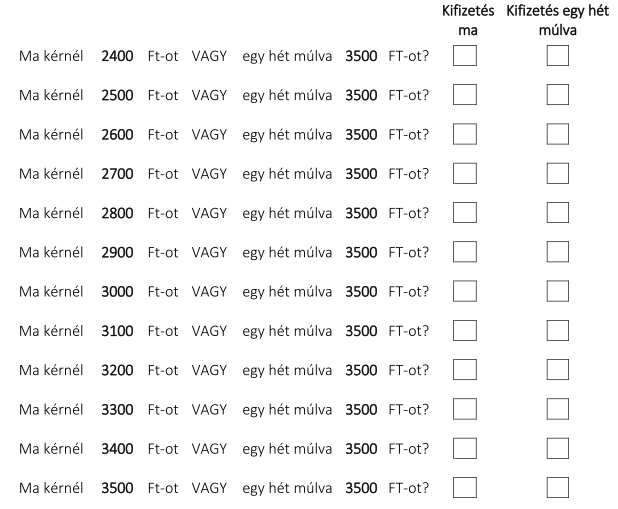 Kifizetés Kifizetés egy hét
ma múlva
Ma kérnél 2400 Ft-ot VAGY egy hét múlva 3500 FT-ot?
Ma kérnél 2500 Ft-ot VAGY egy hét múlva 3500 FT-ot?
Ma kérnél 2600 Ft-ot VAGY egy hét múlva 3500 FT-ot?
Ma kérnél 2700 Ft-ot VAGY egy hét múlva 3500 FT-ot?
Ma kérnél 2800 Ft-ot VAGY egy hét múlva 3500 FT-ot?
Ma kérnél 2900 Ft-ot VAGY egy hét múlva 3500 FT-ot?
Ma kérnél 3000 Ft-ot VAGY egy hét múlva 3500 FT-ot?
Ma kérnél 3100 Ft-ot VAGY egy hét múlva 3500 FT-ot?
Ma kérnél 3200 Ft-ot VAGY egy hét múlva 3500 FT-ot?
Ma kérnél 3300 Ft-ot VAGY egy hét múlva 3500 FT-ot?
Ma kérnél 3400 Ft-ot VAGY egy hét múlva 3500 FT-ot?
Ma kérnél 3500 Ft-ot VAGY egy hét múlva 3500 FT-ot?